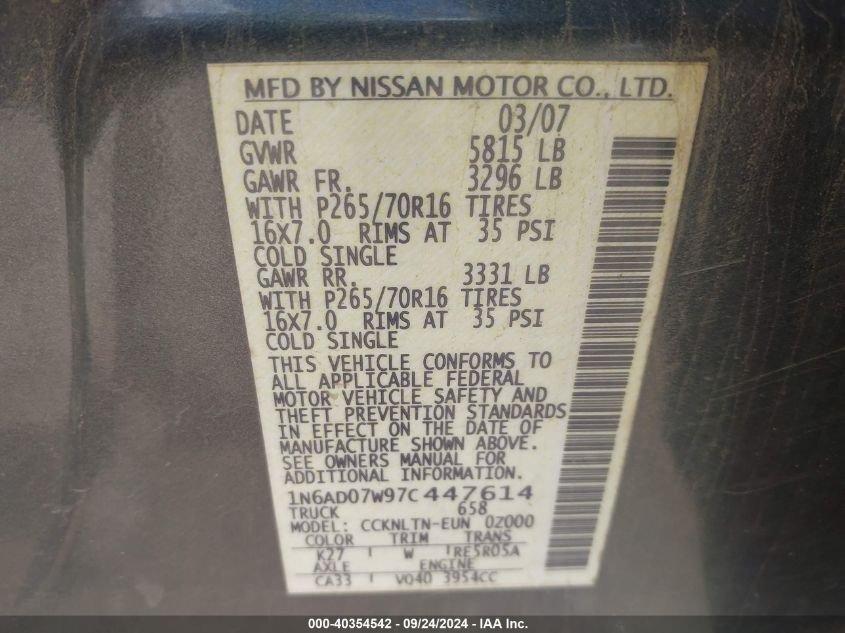 MFD BY NISSAN MOTOR CO., LTD.
DATE 03/07
GVWR 5815 LB
GAWR FR. 3296 LB
WITH P265/70R16 TIRES
16X7.0 RIMS AT 35 PSI
COLD SINGLE
GAWR RR. 3331 LB
WITH P265/70R16 TIRES
16X7.0 RIMS AT 35 PSI
COLD SINGLE
THIS VEHICLE CONFORMS TO
ALL APPLICABLE FEDERAL
MOTOR VEHICLE SAFETY AND
THEFT PREVENTION STANDARDS
IN EFFECT ON THE DATE OF
MANUFACTURE SHOWN ABOVE.
SEE OWNERS MANUAL FOR
ADDITIONAL INFORMATION.
1N6AD07W97C447614
TRUCK 658
MODEL: CCKNLTN-EUN 0Z000
COLOR TRIM TRANS
K27 W RE5R05A
AXLE ENGINE
CA33 VQ40 3954CC
000-40354542 - 09/24/2024 - IAA Inc.